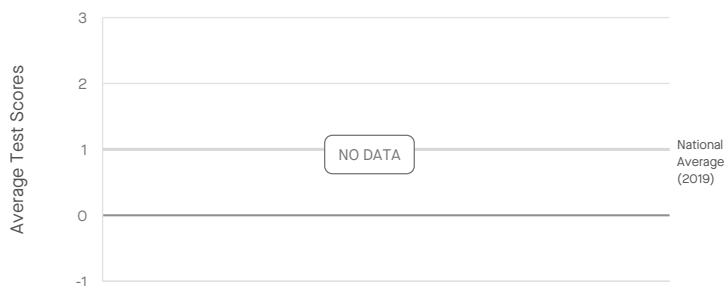 3
Average Test Scores
2
NO DATA
1
National
Average
(2019)
0
-1